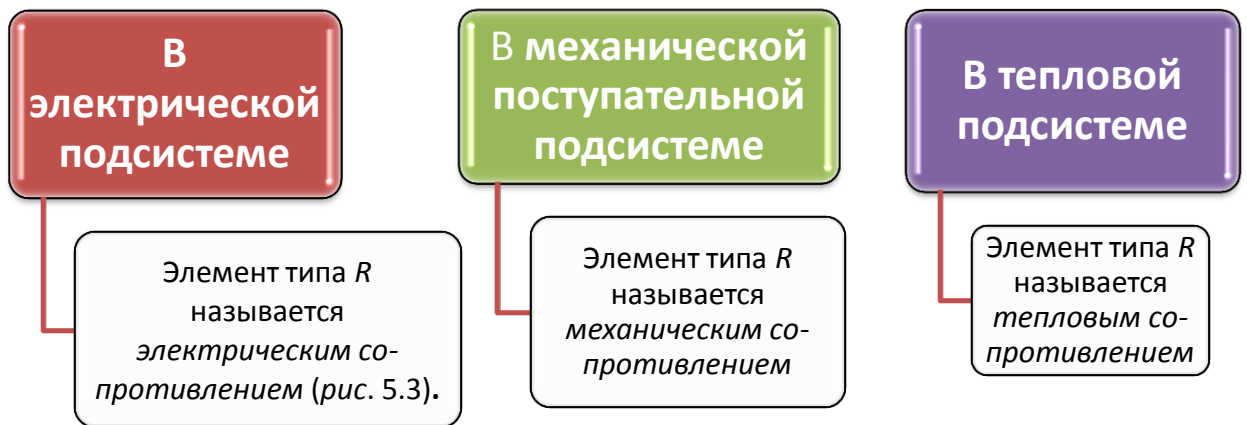 В
электрической
подсистеме
Элемент типа R
называется
электрическим со-
противлением (рис. 5.3).
В механической
поступательной
подсистеме
Элемент типа R
называется
механическим со-
противлением
В тепловой
подсистеме
Элемент типа R
называется
тепловым со-
противлением